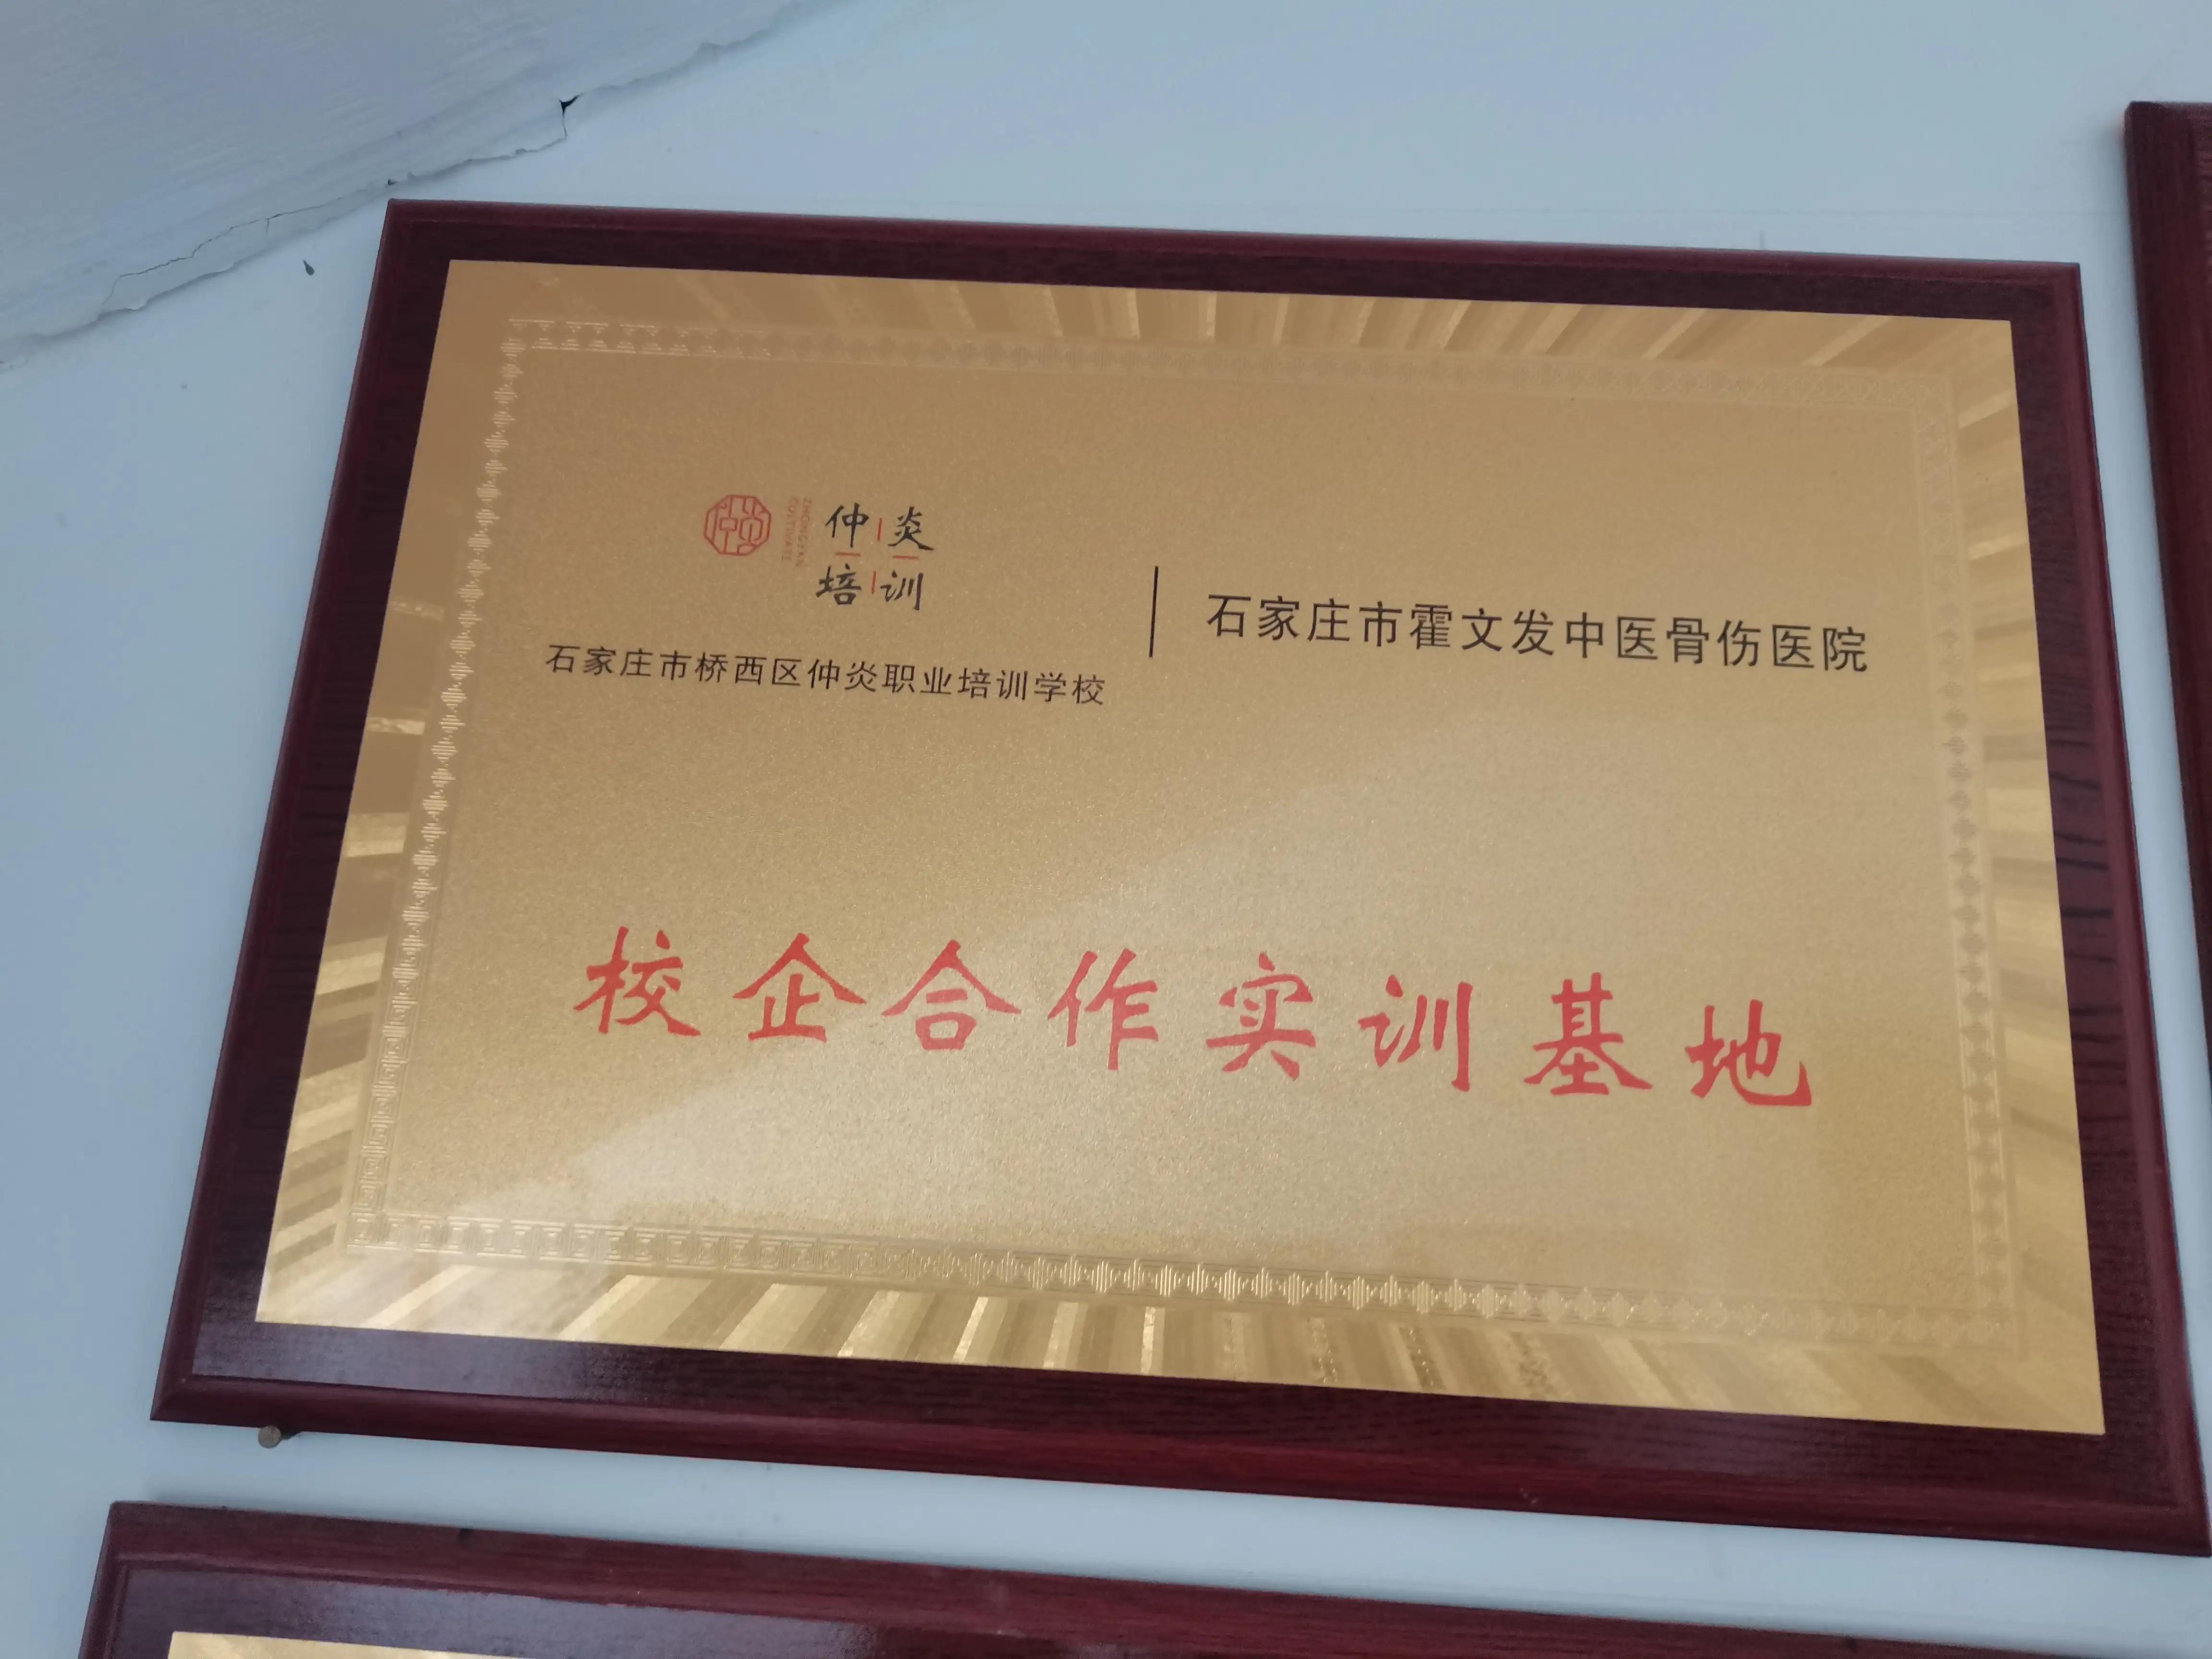 仲炎
培训
ZHONGYAN
CULTIVATE
石家庄市桥西区仲炎职业培训学校
石家庄市霍文发中医骨伤医院
校企合作实训基地